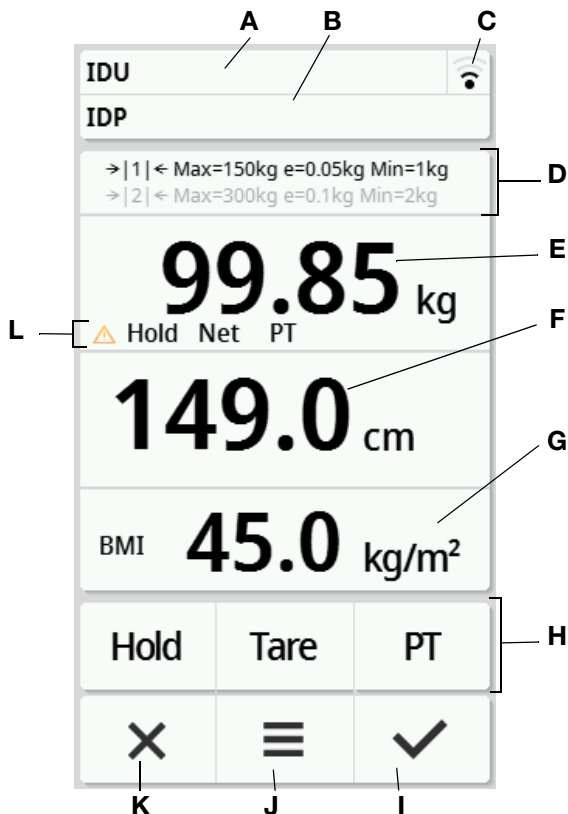 A B C
IDU
IDP
→|1|← Max=150kg e=0.05kg Min=1kg
→|2|← Max=300kg e=0.1kg Min=2kg
D
99.85 kg
E
L
Hold Net PT
149.0 cm
F
BMI 45.0 kg/m²
G
Hold Tare PT
H
K J I